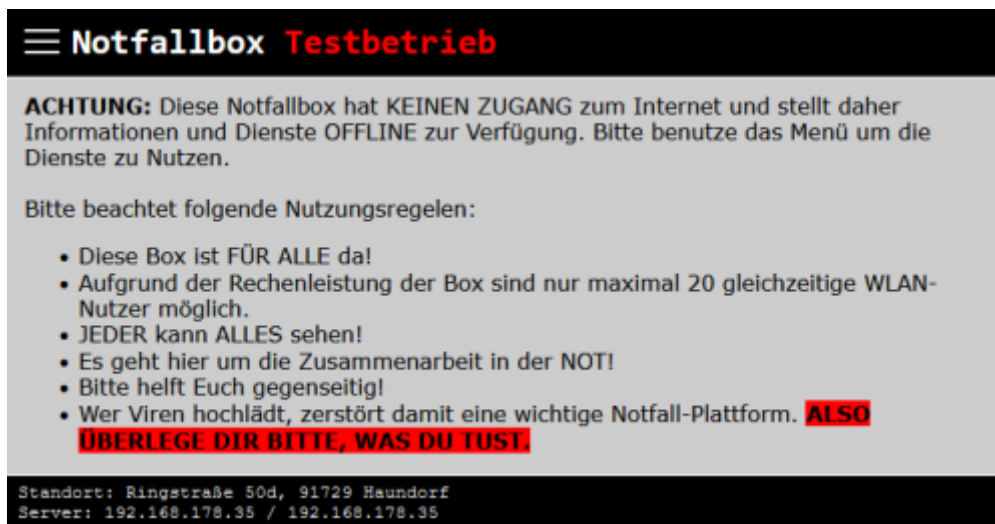 Notfallbox Testbetrieb
ACHTUNG: Diese Notfallbox hat KEINEN ZUGANG zum Internet und stellt daher
Informationen und Dienste OFFLINE zur Verfügung. Bitte benutze das Menü um die
Dienste zu Nutzen.
Bitte beachtet folgende Nutzungsregeln:
• Diese Box ist FÜR ALLE da!
• Aufgrund der Rechenleistung der Box sind nur maximal 20 gleichzeitige WLAN-
Nutzer möglich.
• JEDER kann ALLES sehen!
• Es geht hier um die Zusammenarbeit in der NOT!
• Bitte helft Euch gegenseitig!
• Wer Viren hochlädt, zerstört damit eine wichtige Notfall-Plattform. ALSO
ÜBERLEGE DIR BITTE, WAS DU TUST.
Standort: Ringstraße 50d, 91729 Haundorf
Server: 192.168.178.35 / 192.168.178.35